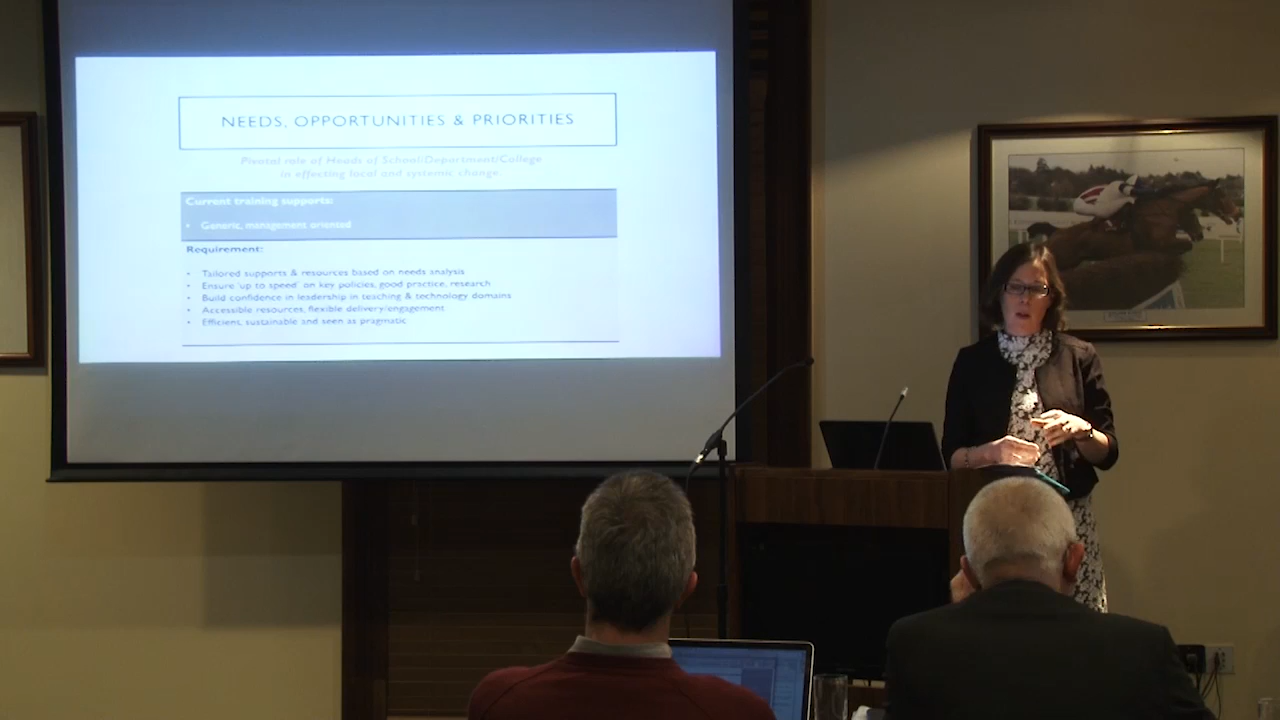 NEEDS, OPPORTUNITIES & PRIORITIES
Pivotal role of Heads of School/Department/College
in effecting local and systemic change.
Current training supports:
• Generic, management oriented
Requirement:
• Tailored supports & resources based on needs analysis
• Ensure 'up to speed' on key policies, good practice, research
• Build confidence in leadership in teaching & technology domains
• Accessible resources, flexible delivery/engagement
• Efficient, sustainable and seen as pragmatic